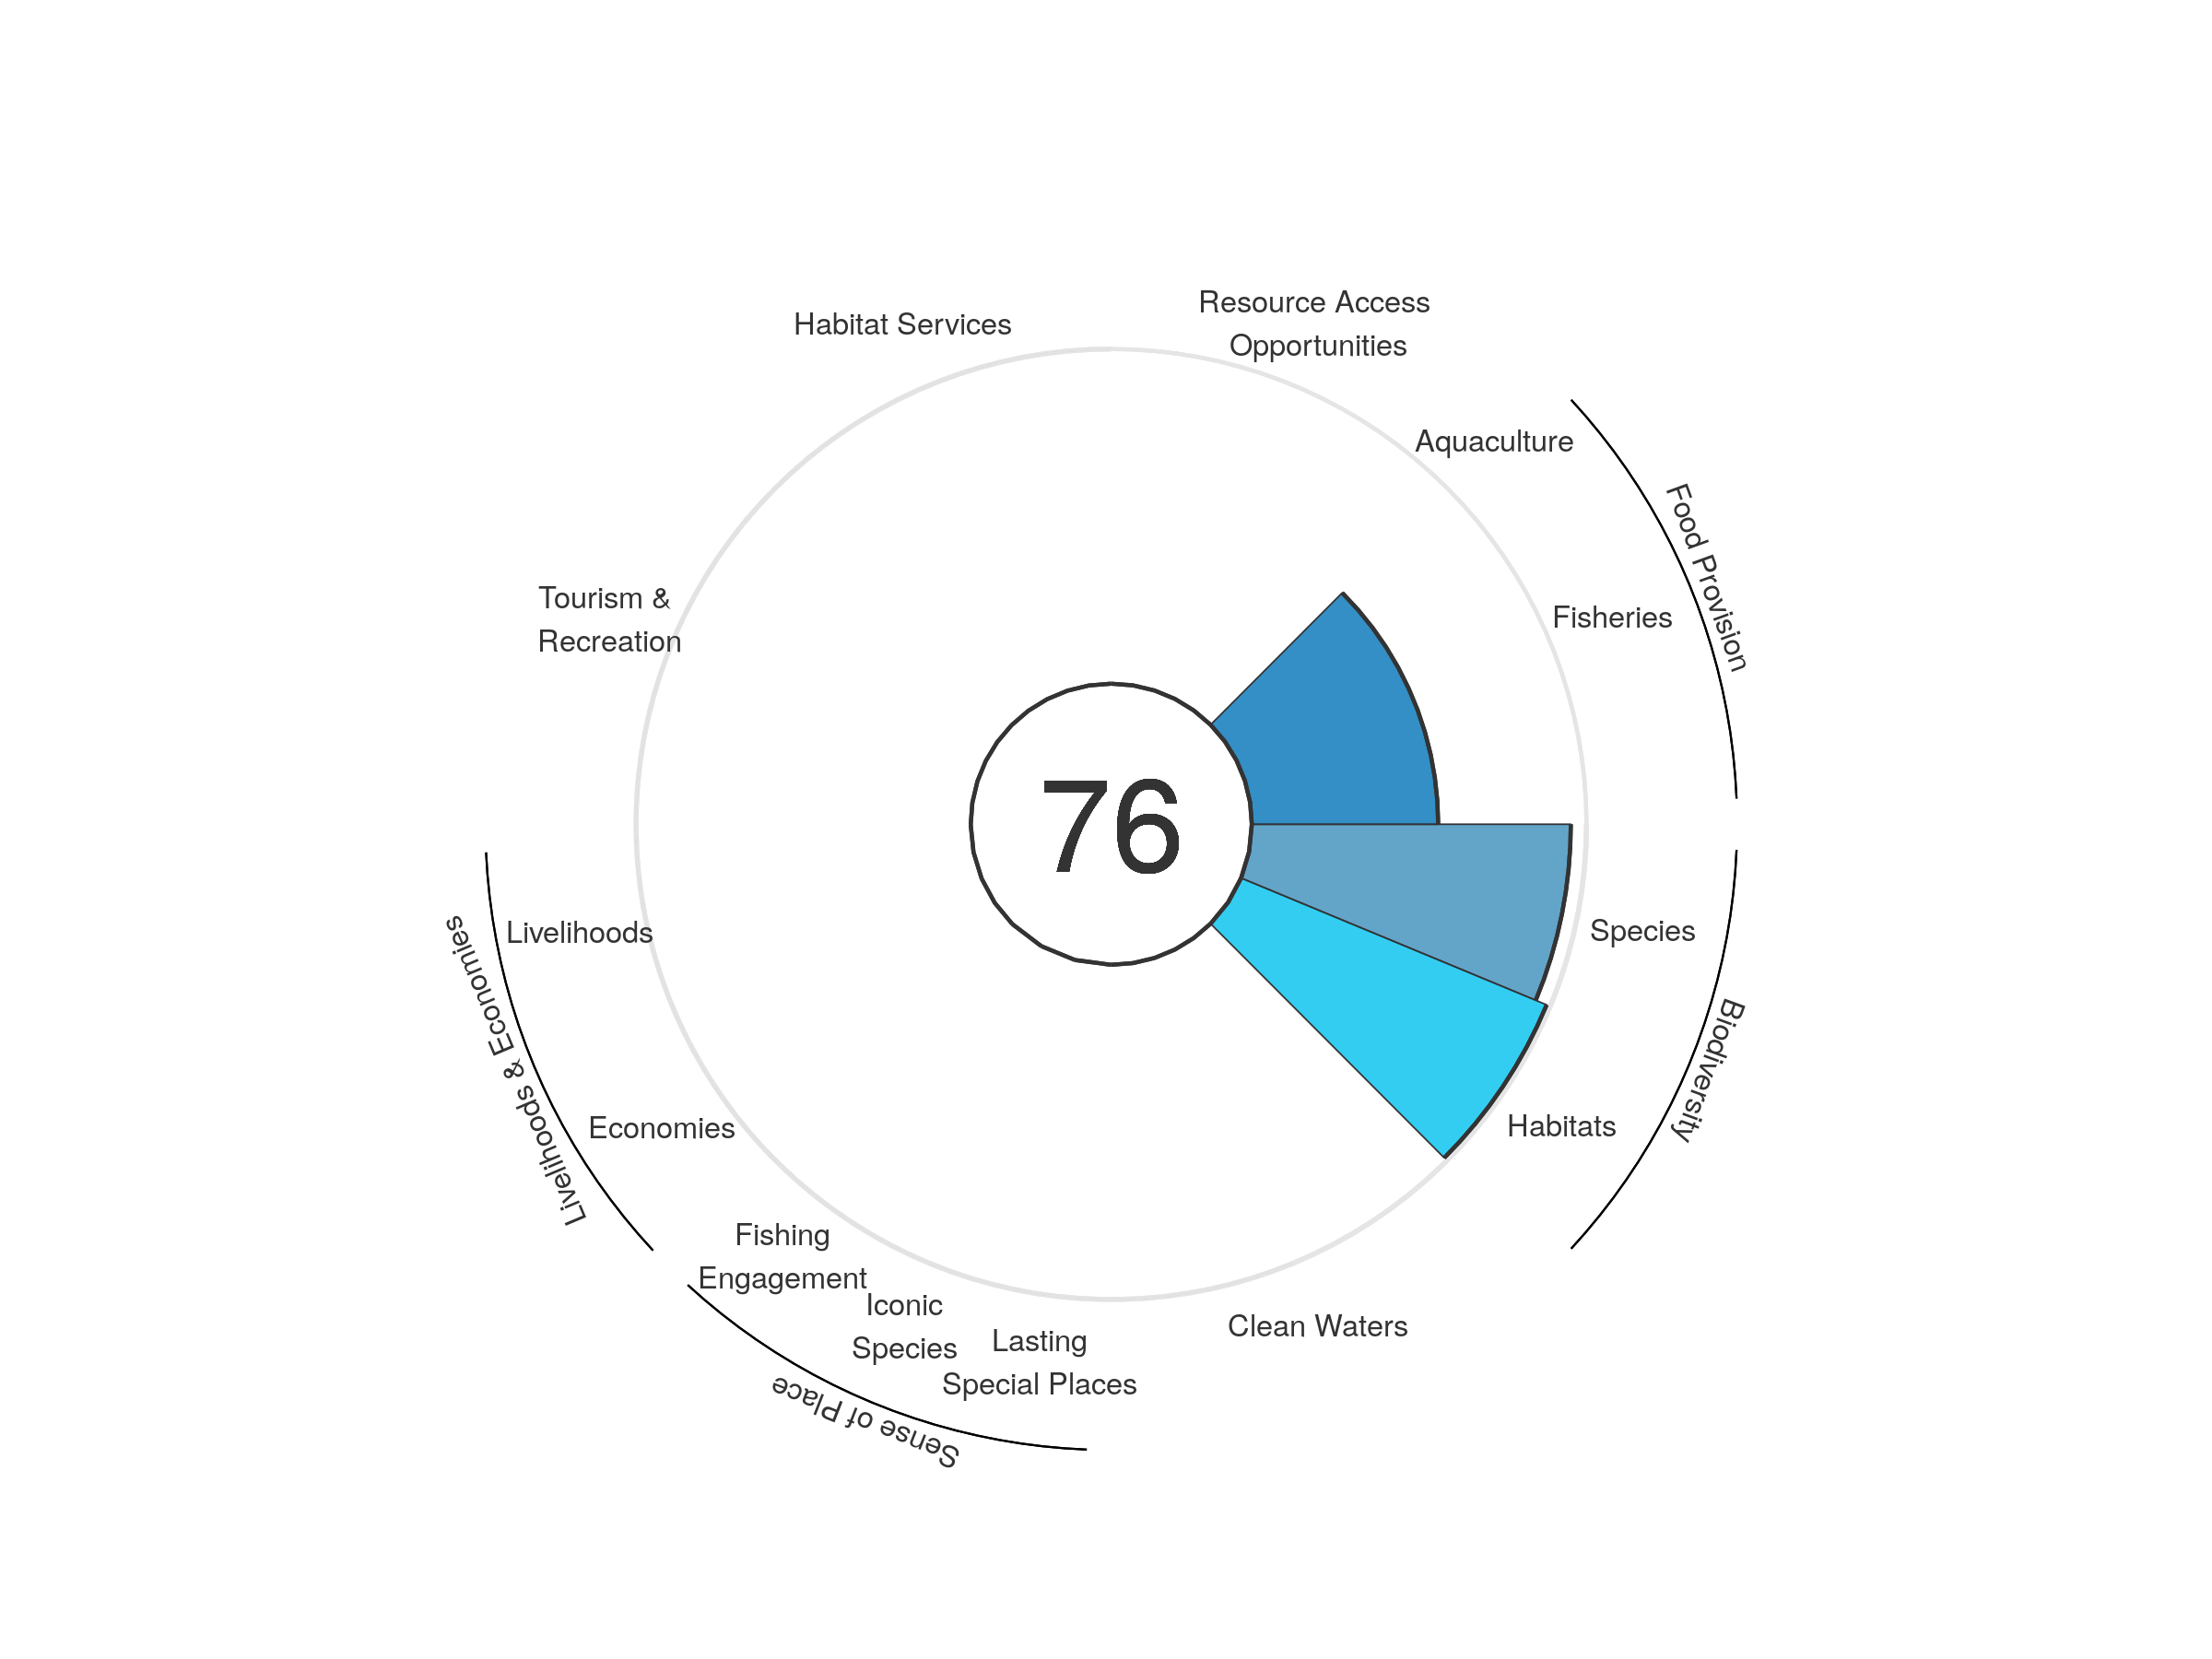 Resource Access
Opportunities
Habitat Services
Aquaculture
Food Provision
Fisheries
Tourism &
Recreation
76
Species
Livelihoods
Livelihoods & Economies
Biodiversity
Habitats
Economies
Fishing
Engagement
Iconic
Species
Lasting
Special Places
Clean Waters
Sense of Place